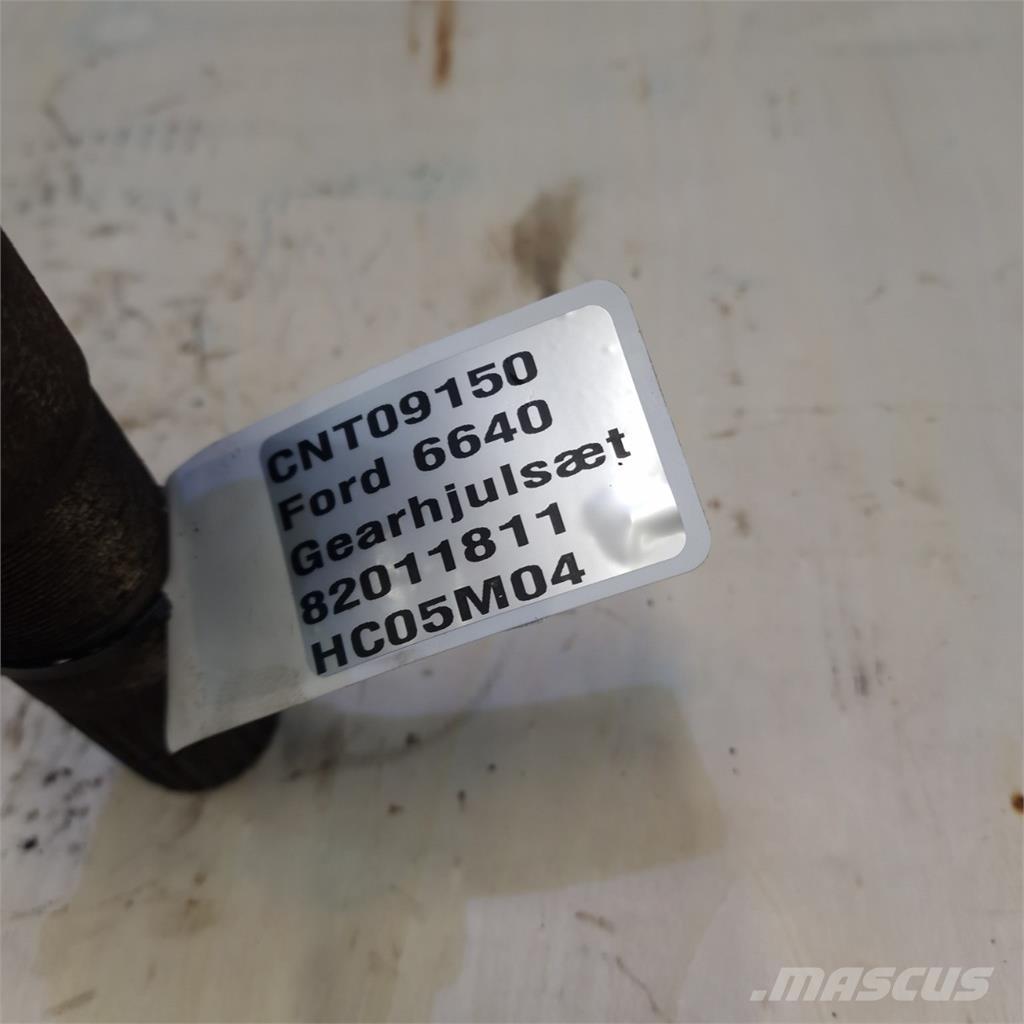 CNT09150
Ford 6640
Gearhjulsæt
82011811
HC05M04
.MASCUS